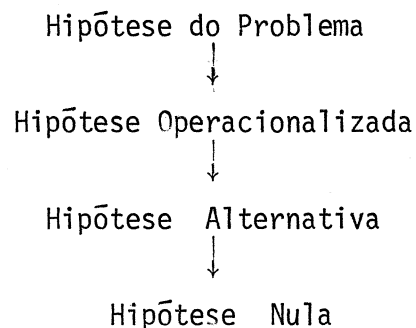 Hipótese do Problema
Hipótese Operacionalizada
Hipótese Alternativa
Hipótese Nula